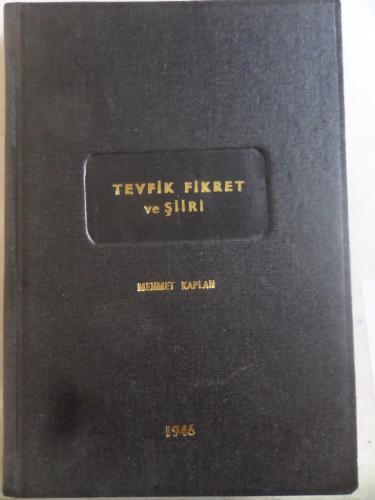 TEVFİK FİKRET
ve ŞİİRİ
MEHMET KAPLAN
1946